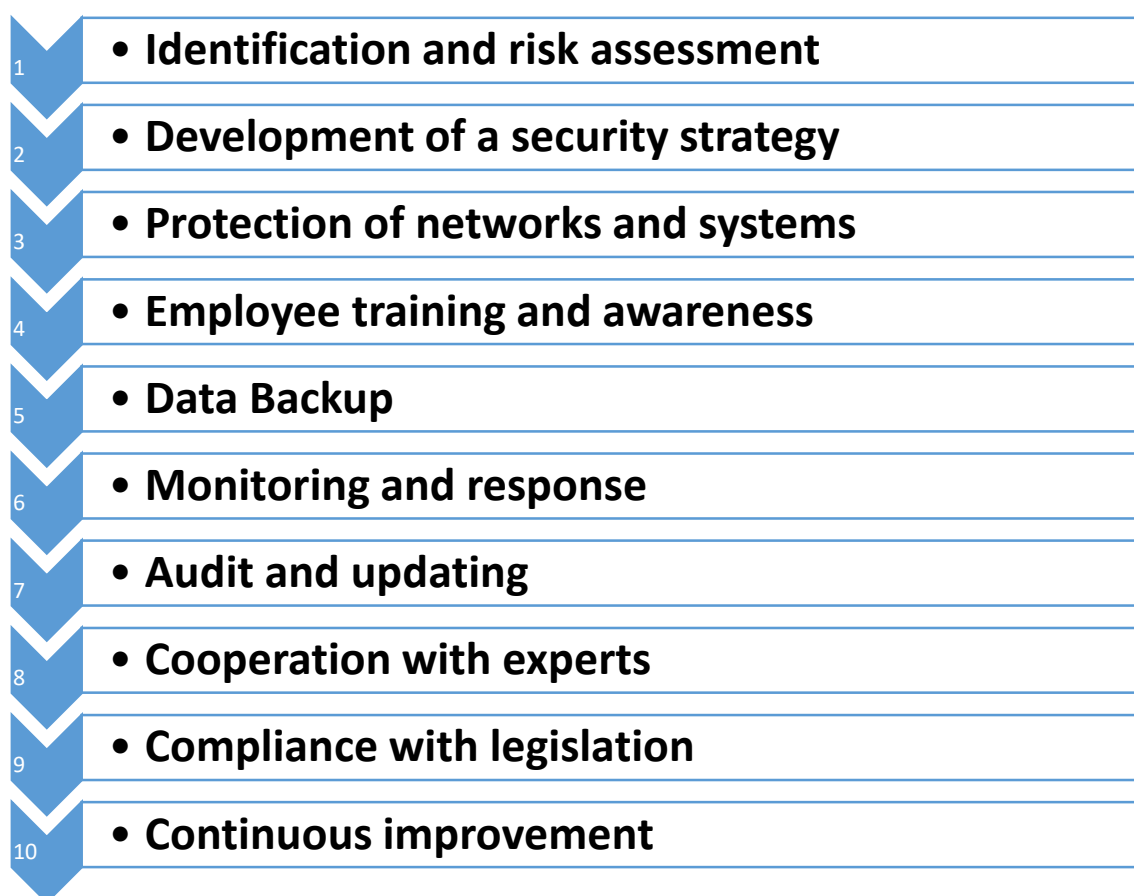 1 • Identification and risk assessment
2 • Development of a security strategy
3 • Protection of networks and systems
4 • Employee training and awareness
5 • Data Backup
6 • Monitoring and response
7 • Audit and updating
8 • Cooperation with experts
9 • Compliance with legislation
10 • Continuous improvement